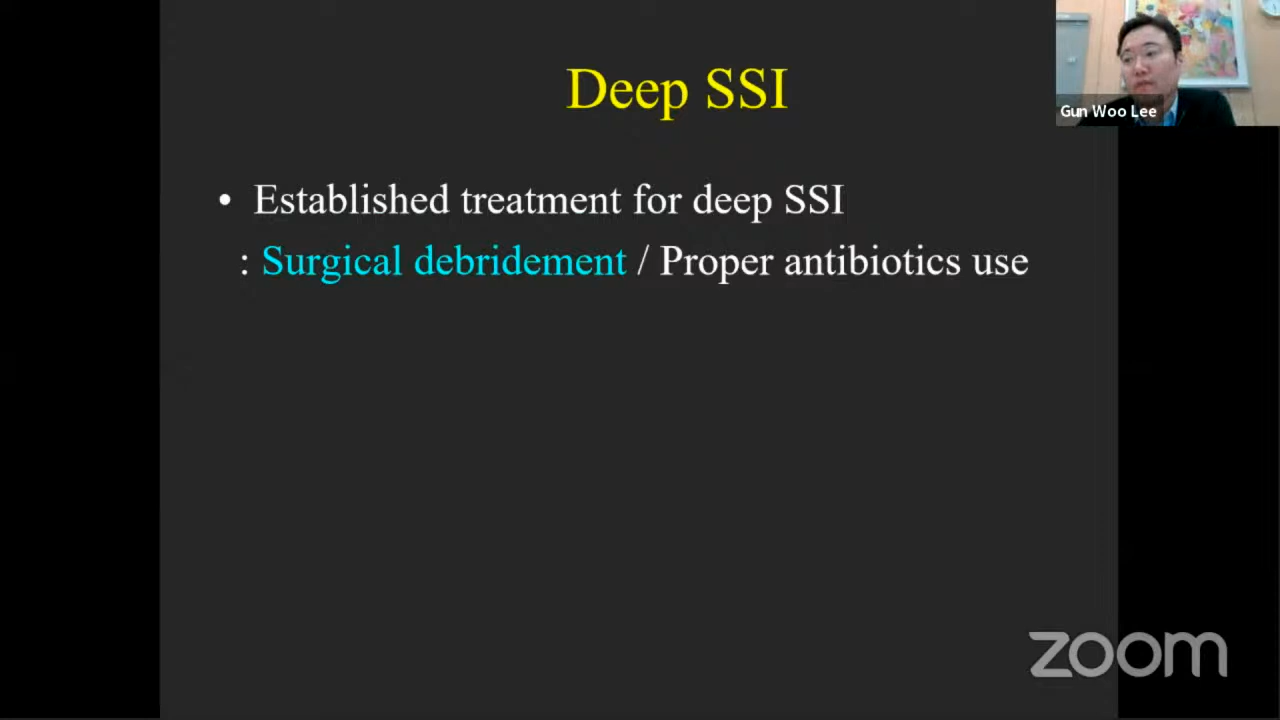 Deep SSI
Gun Woo Lee
• Established treatment for deep SSI
: Surgical debridement / Proper antibiotics use
zoom